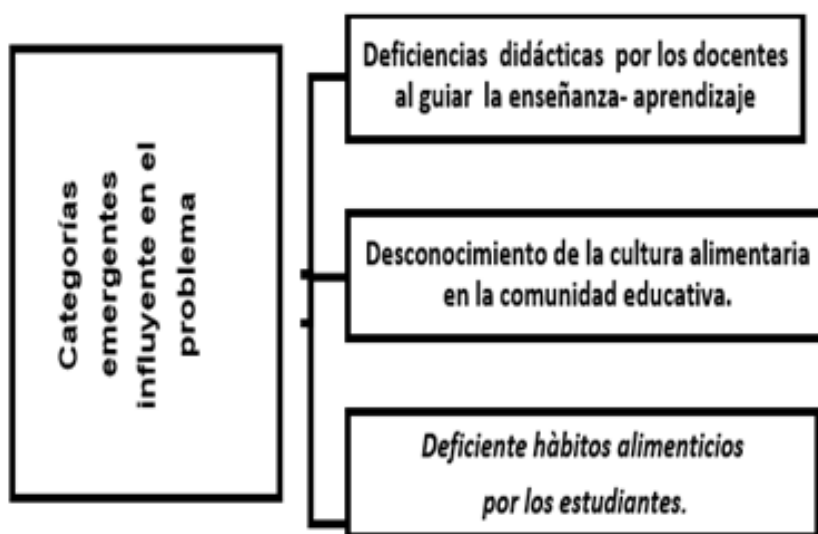 Categorías
emergentes
influyente en el
problema
Deficiencias didácticas por los docentes
al guiar la enseñanza- aprendizaje
Desconocimiento de la cultura alimentaria
en la comunidad educativa.
Deficiente hàbitos alimenticios
por los estudiantes.